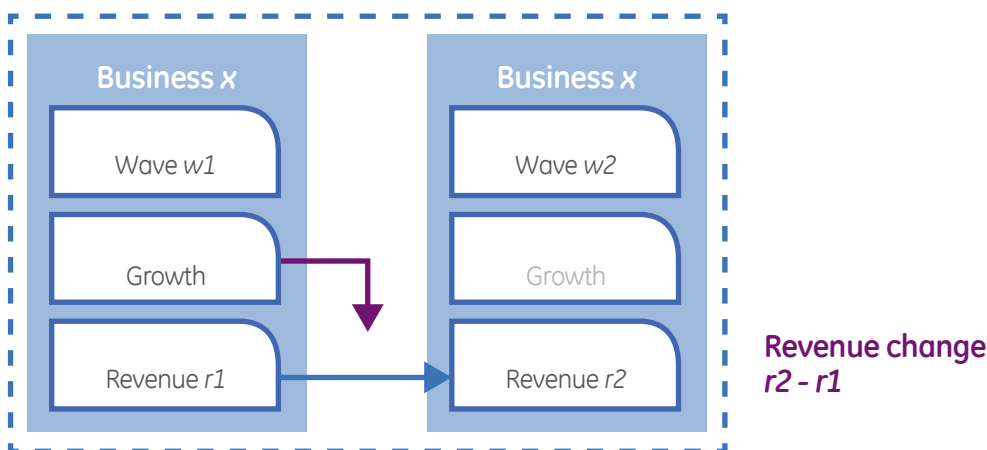 Business x
Wave w1
Growth
Revenue r1
Business x
Wave w2
Growth
Revenue r2
Revenue change
r2 - r1